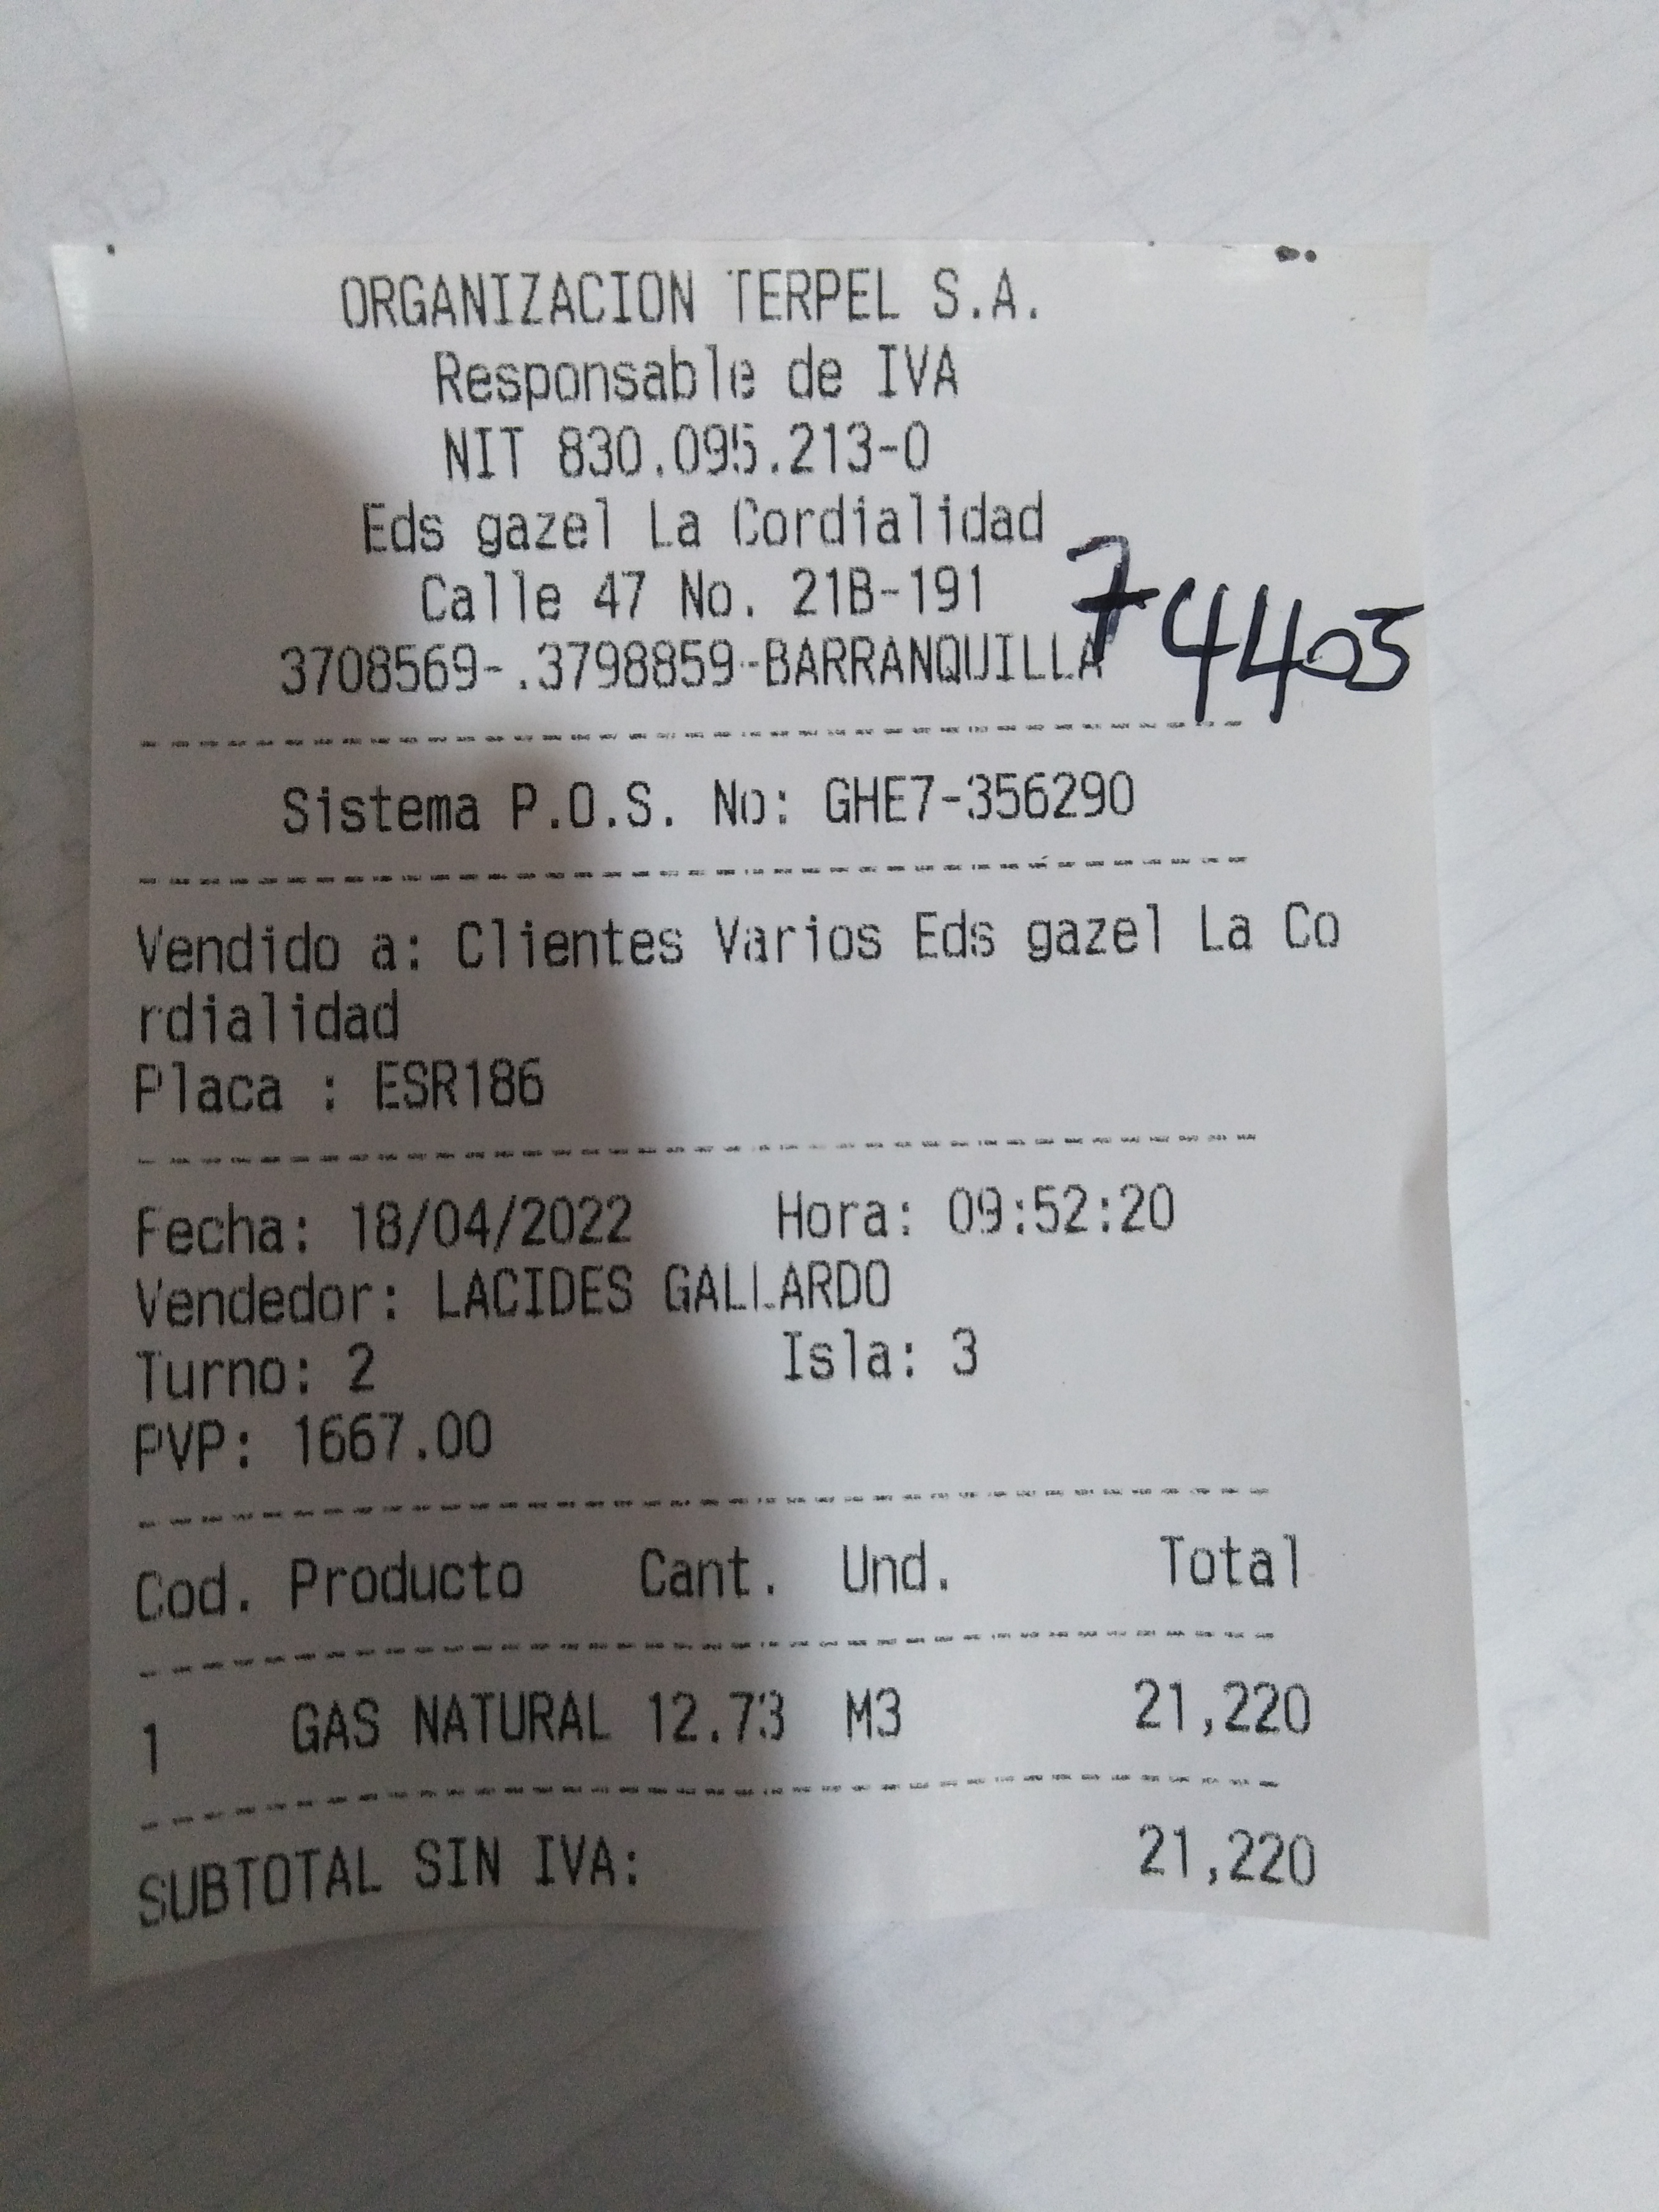 ORGANIZACION TERPEL S.A.
Responsable de IVA
NIT 830.095.213-0
Eds gazel La Cordialidad
Calle 47 No. 21B-191
3708569-.3798859-BARRANQUILLA
74405
Sistema P.O.S. No: GHE7-356290
Vendido a: Clientes Varios Eds gazel La Co
rdialidad
Placa : ESR186
Fecha: 18/04/2022 Hora: 09:52:20
Vendedor: LACIDES GALLARDO
Turno: 2 Isla: 3
PVP: 1667.00
Cod. Producto Cant. Und. Total
1 GAS NATURAL 12.73 M3 21,220
SUBTOTAL SIN IVA: 21,220